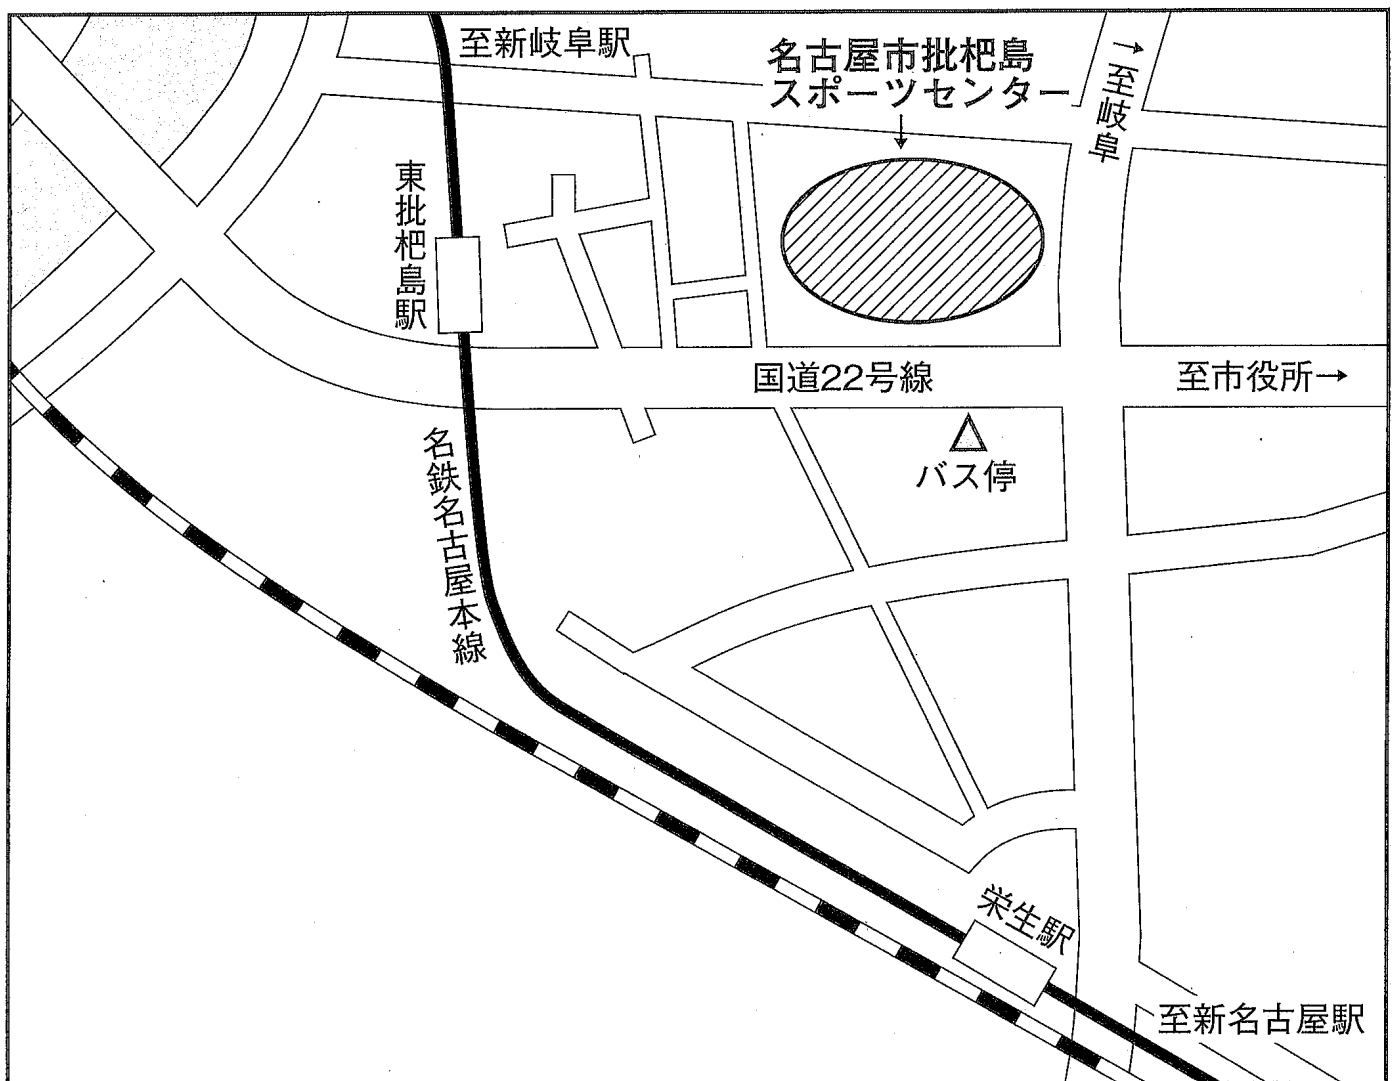 至新岐阜駅
名古屋市批杷島
スポーツセンター
→至岐阜
東批杷島駅
国道22号線
至市役所→
バス停
名鉄名古屋本線
栄生駅
至新名古屋駅